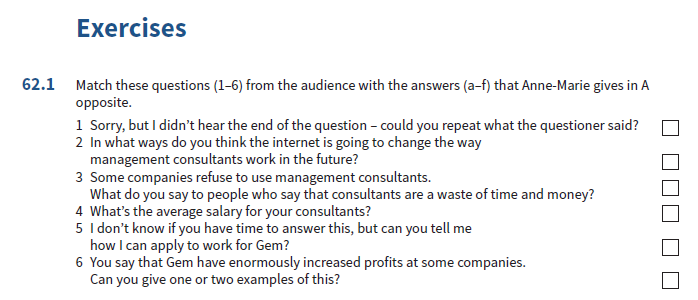 Exercises
62.1 Match these questions (1–6) from the audience with the answers (a–f) that Anne-Marie gives in A
opposite.
1 Sorry, but I didn't hear the end of the question – could you repeat what the questioner said?
2 In what ways do you think the internet is going to change the way
management consultants work in the future?
3 Some companies refuse to use management consultants.
What do you say to people who say that consultants are a waste of time and money?
4 What's the average salary for your consultants?
5 I don't know if you have time to answer this, but can you tell me
how I can apply to work for Gem?
6 You say that Gem have enormously increased profits at some companies.
Can you give one or two examples of this?